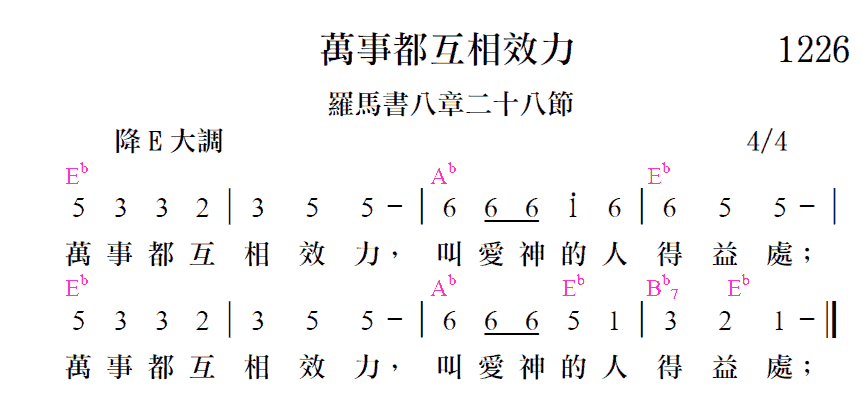 萬事都互相效力 1226
羅馬書八章二十八節
降E大調 4/4
E♭ A♭ E♭
5 3 3 2 | 3 5 5 – | 6 6 6 i 6 | 6 5 5 – |
萬事都互相效力，叫愛神的人得益處；
E♭ A♭ E♭ B♭7 E♭
5 3 3 2 | 3 5 5 – | 6 6 6 5 1 | 3 2 1 – ||
萬事都互相效力，叫愛神的人得益處；